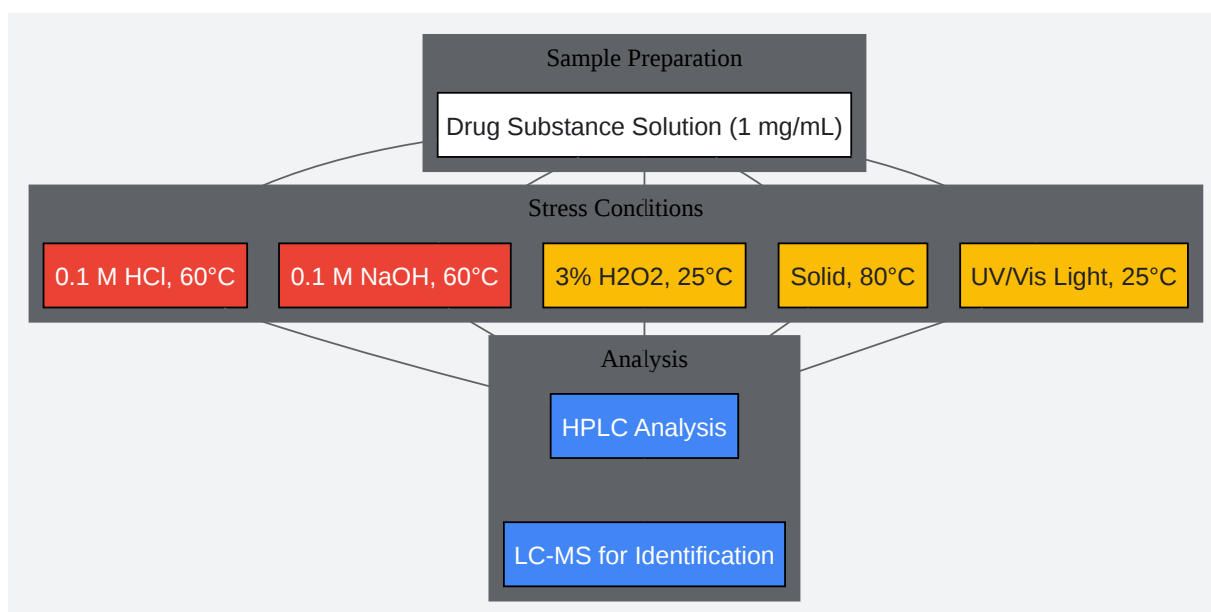 Sample Preparation
Drug Substance Solution (1 mg/mL)
Stress Conditions
0.1 M HCl, 60°C
0.1 M NaOH, 60°C
3% H2O2, 25°C
Solid, 80°C
UV/Vis Light, 25°C
Analysis
HPLC Analysis
LC-MS for Identification